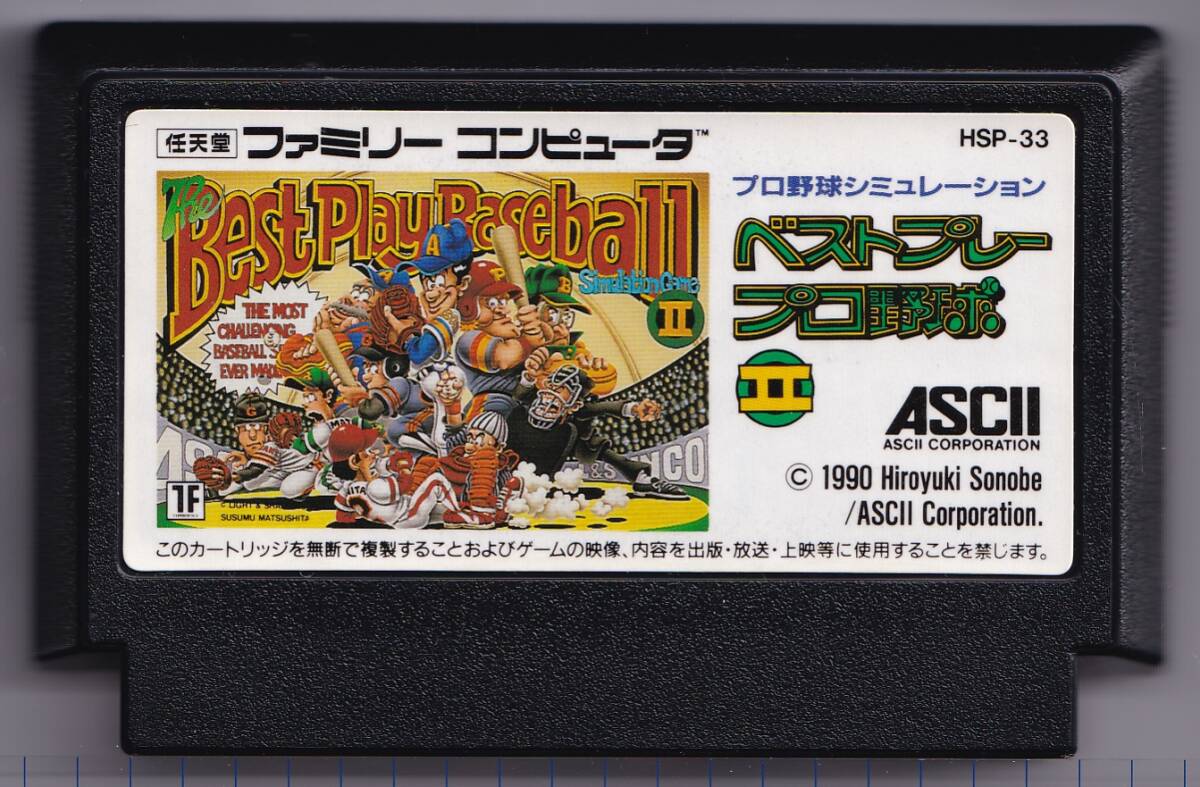 任天堂 ファミリー コンピュータ™
HSP-33
The
Best Play Baseball
Simulation Game
II
THE MOST
CHALLENGING
BASEBALL
EVER
プロ野球シミュレーション
ベストプレー
プロ野球
II
ASCII
ASCII CORPORATION
© 1990 Hiroyuki Sonobe
/ASCII Corporation.
1F
© LIGHT &
SUSUMU MATSUSHITA
このカートリッジを無断で複製することおよびゲームの映像、内容を出版・放送・上映等に使用することを禁じます。